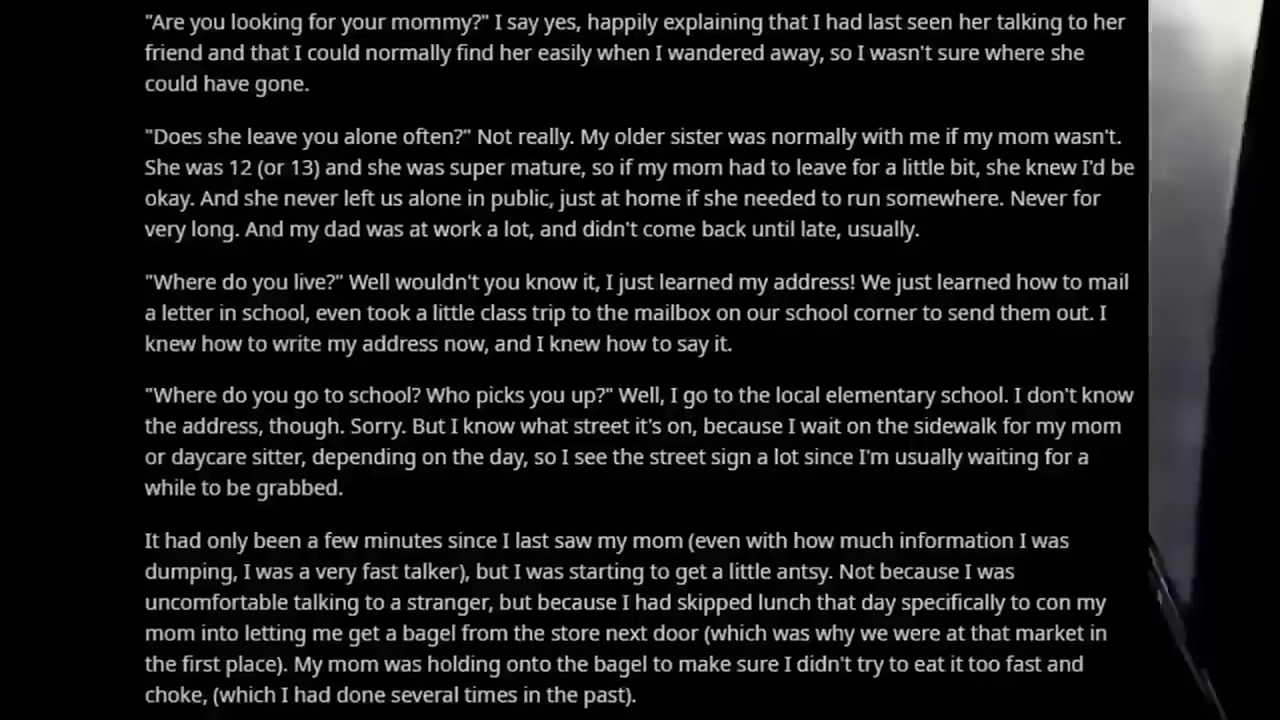 "Are you looking for your mommy?" I say yes, happily explaining that I had last seen her talking to her
friend and that I could normally find her easily when I wandered away, so I wasn't sure where she
could have gone.
"Does she leave you alone often?" Not really. My older sister was normally with me if my mom wasn't.
She was 12 (or 13) and she was super mature, so if my mom had to leave for a little bit, she knew I'd be
okay. And she never left us alone in public, just at home if she needed to run somewhere. Never for
very long. And my dad was at work a lot, and didn't come back until late, usually.
"Where do you live?" Well wouldn't you know it, I just learned my address! We just learned how to mail
a letter in school, even took a little class trip to the mailbox on our school corner to send them out. I
knew how to write my address now, and I knew how to say it.
"Where do you go to school? Who picks you up?" Well, I go to the local elementary school. I don't know
the address, though. Sorry. But I know what street it's on, because I wait on the sidewalk for my mom
or daycare sitter, depending on the day, so I see the street sign a lot since I'm usually waiting for a
while to be grabbed.
It had only been a few minutes since I last saw my mom (even with how much information I was
dumping, I was a very fast talker), but I was starting to get a little antsy. Not because I was
uncomfortable talking to a stranger, but because I had skipped lunch that day specifically to con my
mom into letting me get a bagel from the store next door (which was why we were at that market in
the first place). My mom was holding onto the bagel to make sure I didn't try to eat it too fast and
choke, (which I had done several times in the past).